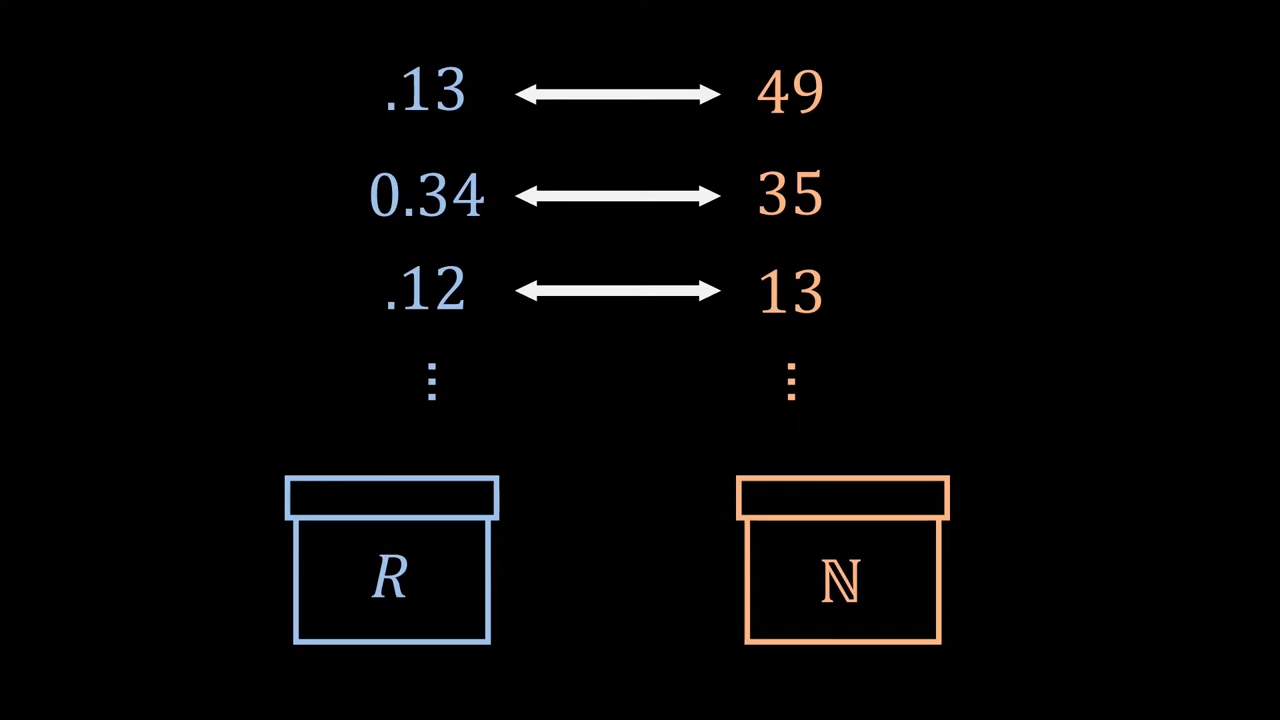 .13 49
0.34 35
.12 13
⋮ ⋮
R ℕ